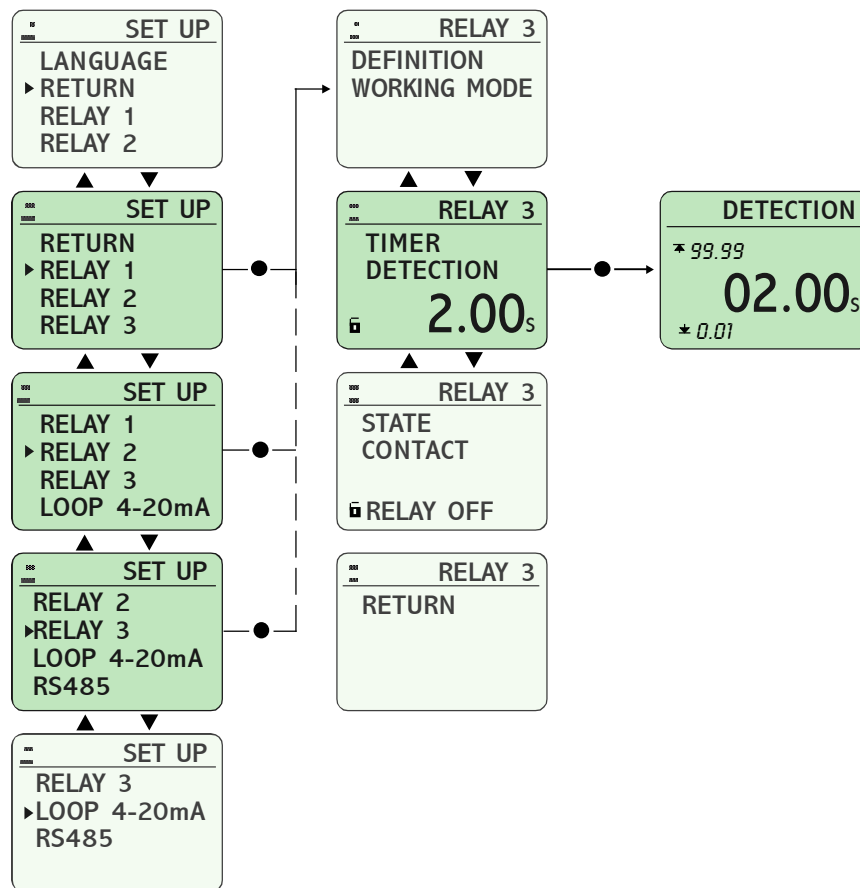 SET UP
LANGUAGE
RETURN
RELAY 1
RELAY 2
SET UP
RETURN
RELAY 1
RELAY 2
RELAY 3
SET UP
RELAY 1
RELAY 2
RELAY 3
LOOP 4-20mA
SET UP
RELAY 2
RELAY 3
LOOP 4-20mA
RS485
SET UP
RELAY 3
LOOP 4-20mA
RS485
RELAY 3
DEFINITION
WORKING MODE
RELAY 3
TIMER
DETECTION
2.00s
RELAY 3
STATE
CONTACT
RELAY OFF
RELAY 3
RETURN
DETECTION
99.99
02.00s
0.01